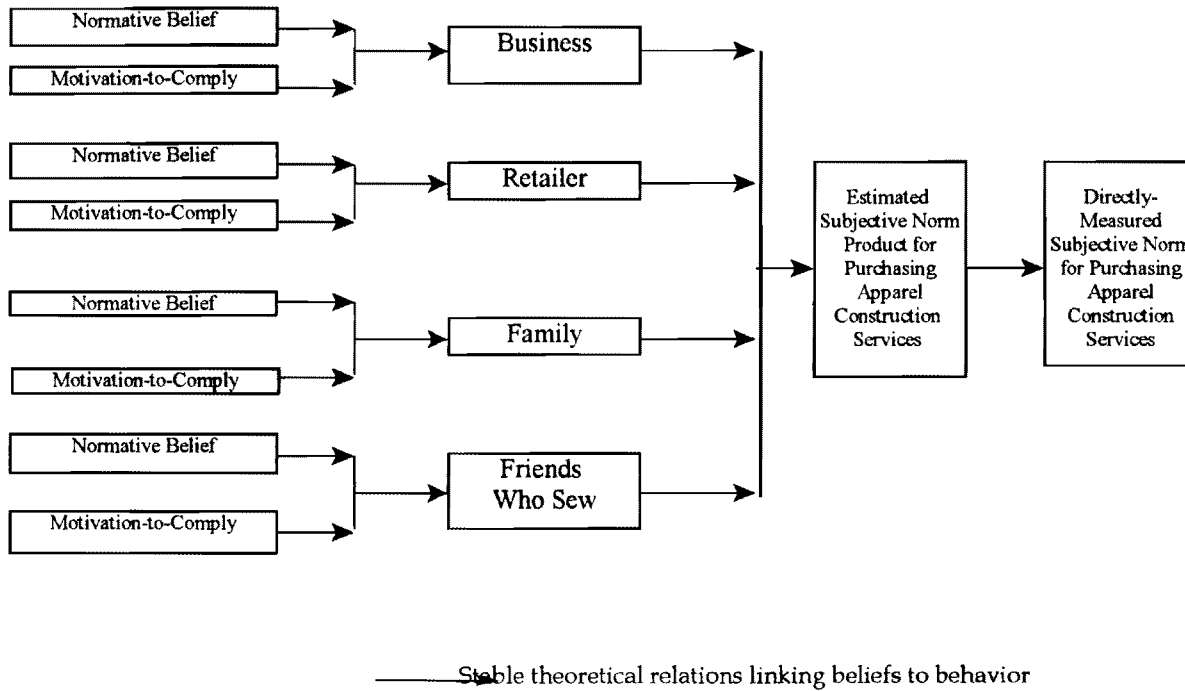 Normative Belief
Motivation-to-Comply
Business
Normative Belief
Motivation-to-Comply
Retailer
Normative Belief
Motivation-to-Comply
Family
Normative Belief
Motivation-to-Comply
Friends
Who Sew
Estimated
Subjective Norm
Product for
Purchasing
Apparel
Construction
Services
Directly-
Measured
Subjective Norm
for Purchasing
Apparel
Construction
Services
Stable theoretical relations linking beliefs to behavior